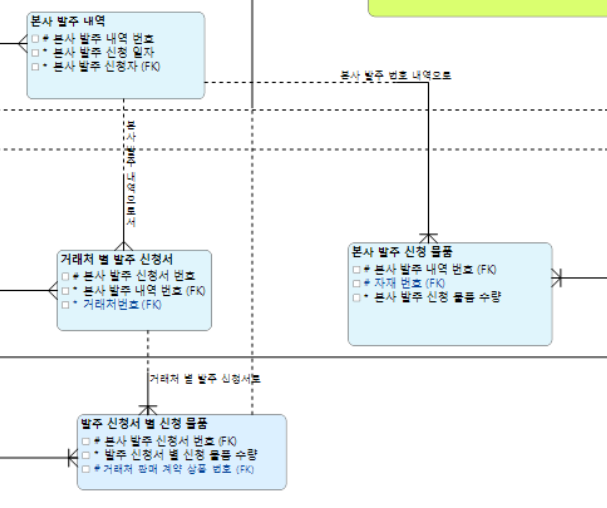 본사 발주 내역
# 본사 발주 내역 번호
* 본사 발주 신청 일자
* 본사 발주 신청자 (FK)
본사 발주 번호 내역으로
본사 발주 내역으로서
거래처 별 발주 신청서
# 본사 발주 신청서 번호
* 본사 발주 내역 번호 (FK)
* 거래처번호 (FK)
본사 발주 신청 물품
# 본사 발주 내역 번호 (FK)
# 자재 번호 (FK)
* 본사 발주 신청 물품 수량
거래처 별 발주 신청서로
발주 신청서 별 신청 물품
# 본사 발주 신청서 번호 (FK)
* 발주 신청서 별 신청 물품 수량
# 거래처 판매 계약 상품 번호 (FK)